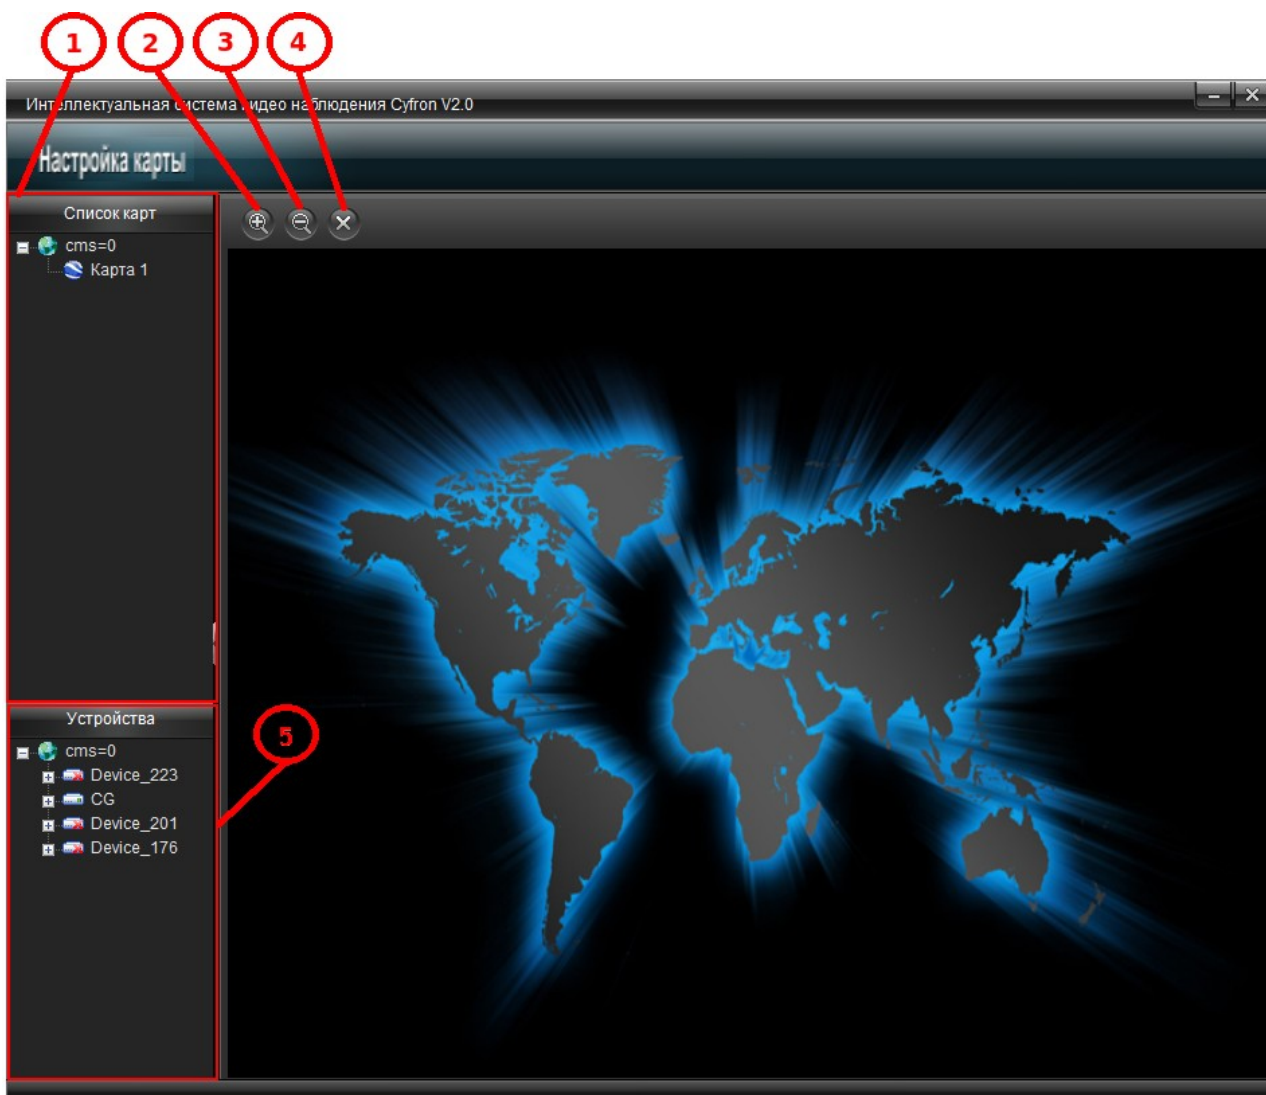 1 2 3 4
Интеллектуальная система видео наблюдения Cyfron V2.0
Настройка карты
Список карт
cms=0
Карта 1
Устройства
5
cms=0
Device_223
CG
Device_201
Device_176